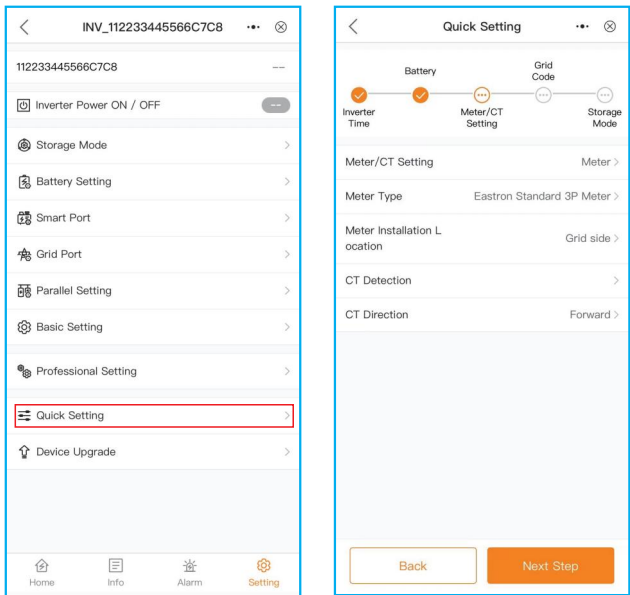 INV_112233445566C7C8
112233445566C7C8 --
Inverter Power ON / OFF --
Storage Mode
Battery Setting
Smart Port
Grid Port
Parallel Setting
Basic Setting
Professional Setting
Quick Setting
Device Upgrade
Home Info Alarm Setting
Quick Setting
Battery Grid
Code
Inverter Meter/CT Storage
Time Setting Mode
Meter/CT Setting Meter
Meter Type Eastron Standard 3P Meter
Meter Installation L
ocation Grid side
CT Detection
CT Direction Forward
Back Next Step